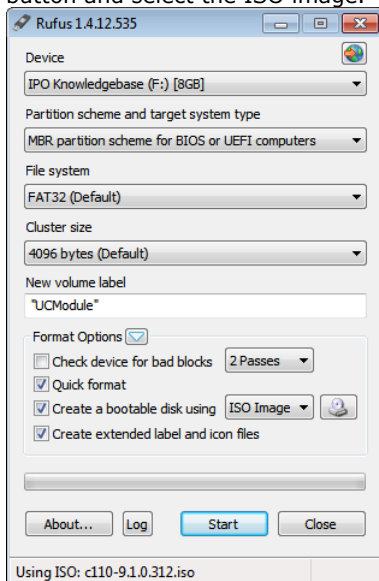 button and select the ISO image.
Rufus 1.4.12.535
Device
IPO Knowledgebase (F:) [8GB]
Partition scheme and target system type
MBR partition scheme for BIOS or UEFI computers
File system
FAT32 (Default)
Cluster size
4096 bytes (Default)
New volume label
"UCModule"
Format Options
Check device for bad blocks 2 Passes
Quick format
Create a bootable disk using ISO Image
Create extended label and icon files
About... Log Start Close
Using ISO: c110-9.1.0.312.iso